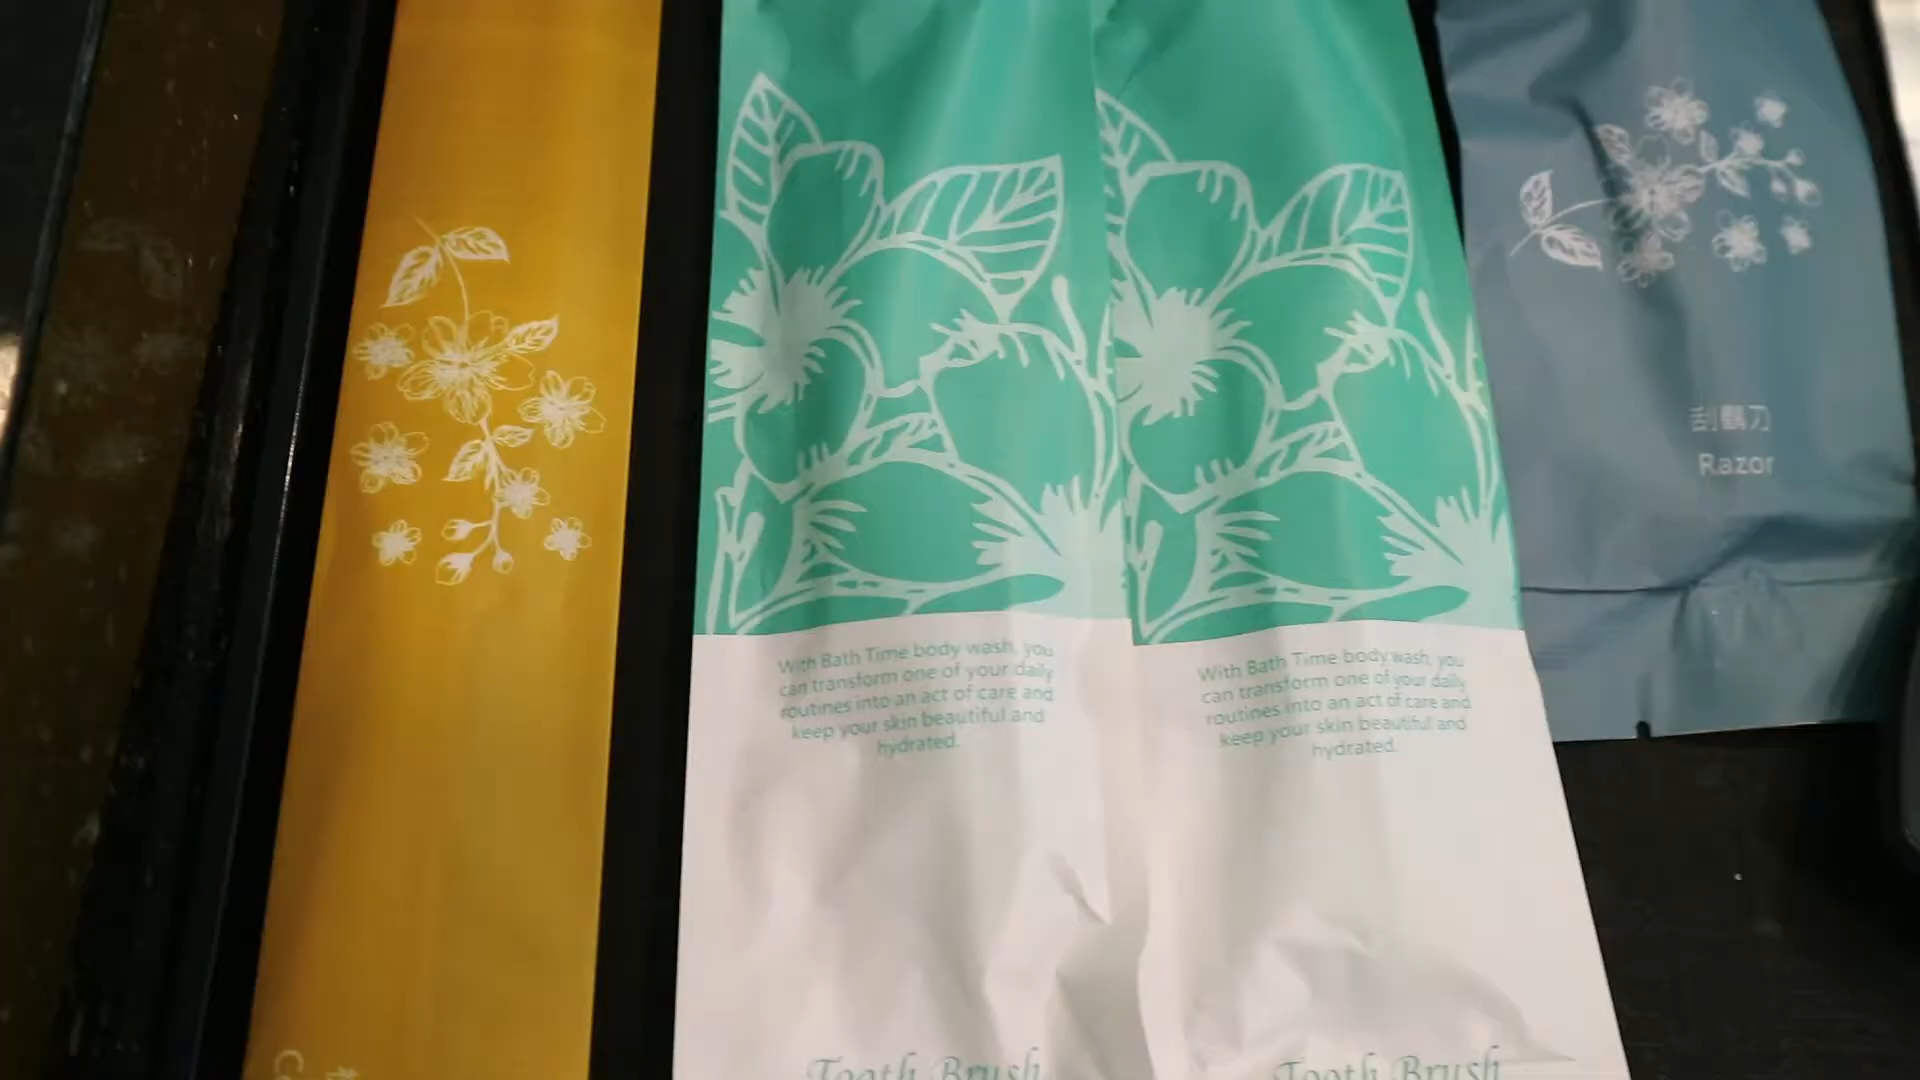 With Bath Time body wash, you
can transform one of your daily
routines into an act of care and
keep your skin beautiful and
hydrated.
Tooth Brush
With Bath Time body wash, you
can transform one of your daily
routines into an act of care and
keep your skin beautiful and
hydrated.
Tooth Brush
刮鬍刀
Razor